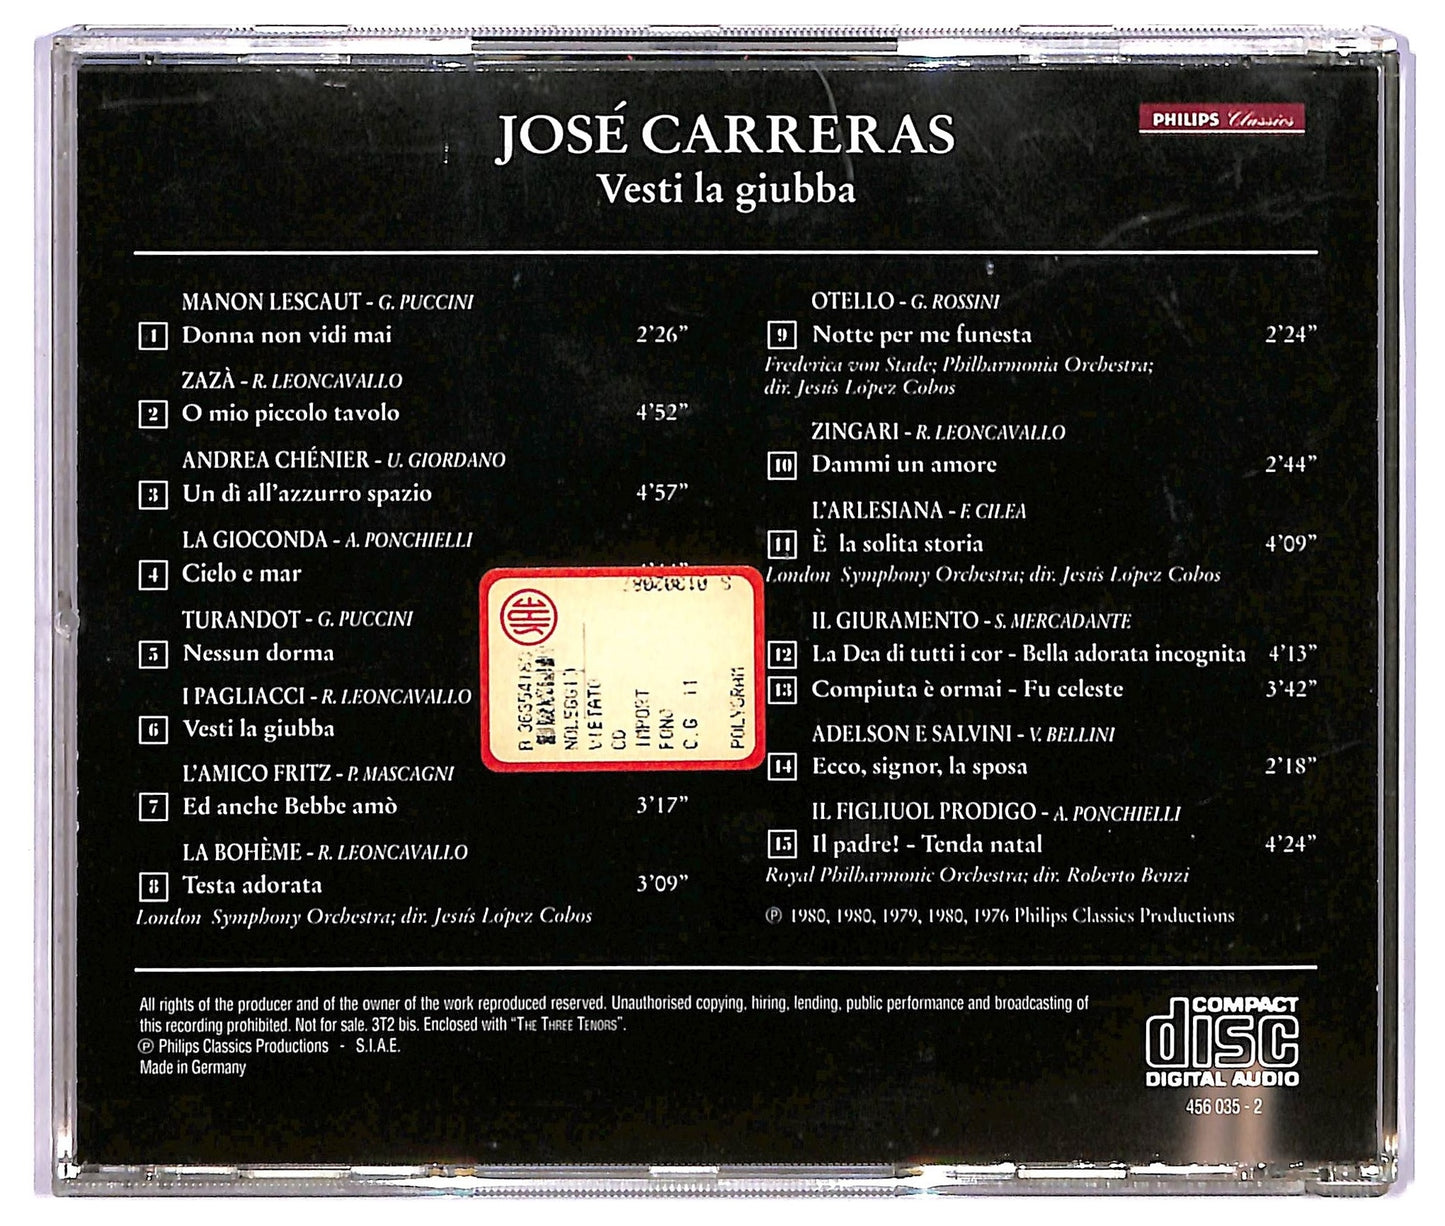 JOSÉ CARRERAS
Vesti la giubba
PHILIPS Classics
MANON LESCAUT - G. PUCCINI
1 Donna non vidi mai 2'26”
ZAZÀ - R. LEONCAVALLO
2 O mio piccolo tavolo 4'52”
ANDREA CHÉNIER - U. GIORDANO
3 Un dì all'azzurro spazio 4'57”
LA GIOCONDA - A. PONCHIELLI
4 Cielo e mar
TURANDOT - G. PUCCINI
5 Nessun dorma
I PAGLIACCI - R. LEONCAVALLO
6 Vesti la giubba
L'AMICO FRITZ - P. MASCAGNI
7 Ed anche Bebbe amò 3'17”
LA BOHÈME - R. LEONCAVALLO
8 Testa adorata 3'09”
London Symphony Orchestra; dir. Jesús López Cobos
OTELLO - G. ROSSINI
9 Notte per me funesta 2'24”
Frederica von Stade; Philharmonia Orchestra;
dir. Jesús López Cobos
ZINGARI - R. LEONCAVALLO
10 Dammi un amore 2'44”
L'ARLESIANA - F. CILEA
11 È la solita storia 4'09”
London Symphony Orchestra; dir. Jesús López Cobos
IL GIURAMENTO - S. MERCADANTE
12 La Dea di tutti i cor - Bella adorata incognita 4'13”
13 Compiuta è ormai - Fu celeste 3'42”
ADELSON E SALVINI - V. BELLINI
14 Ecco, signor, la sposa 2'18”
IL FIGLIUOL PRODIGO - A. PONCHIELLI
15 Il padre! - Tenda natal 4'24”
Royal Philharmonic Orchestra; dir. Roberto Benzi
℗ 1980, 1980, 1979, 1980, 1976 Philips Classics Productions
NOLEGGIO
VIETATO
CD
IMPORT
FONO
C.G 11
POLYGRAM
All rights of the producer and of the owner of the work reproduced reserved. Unauthorised copying, hiring, lending, public performance and broadcasting of
this recording prohibited. Not for sale. 3T2 bis. Enclosed with “THE THREE TENORS”.
℗ Philips Classics Productions - S.I.A.E.
Made in Germany
COMPACT
disc
DIGITAL AUDIO
456 035 - 2